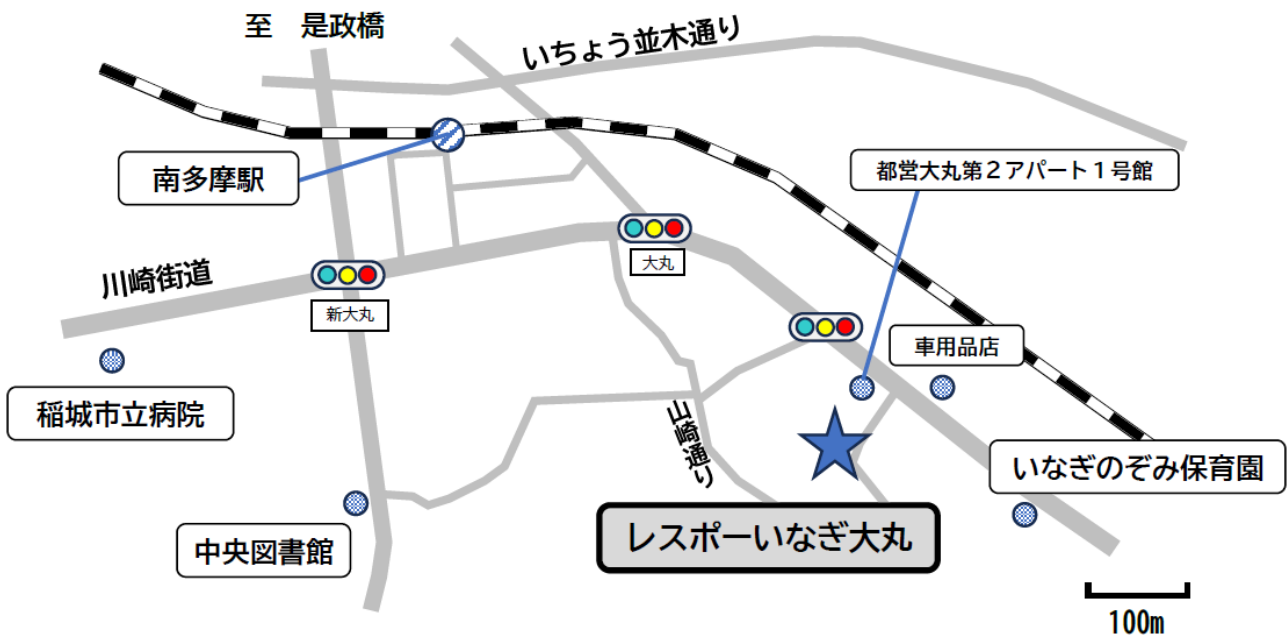 至　是政橋
いちょう並木通り
南多摩駅
都営大丸第２アパート１号館
大丸
川崎街道
新大丸
車用品店
稲城市立病院
山崎通り
いなぎのぞみ保育園
レスポーいなぎ大丸
中央図書館
100m